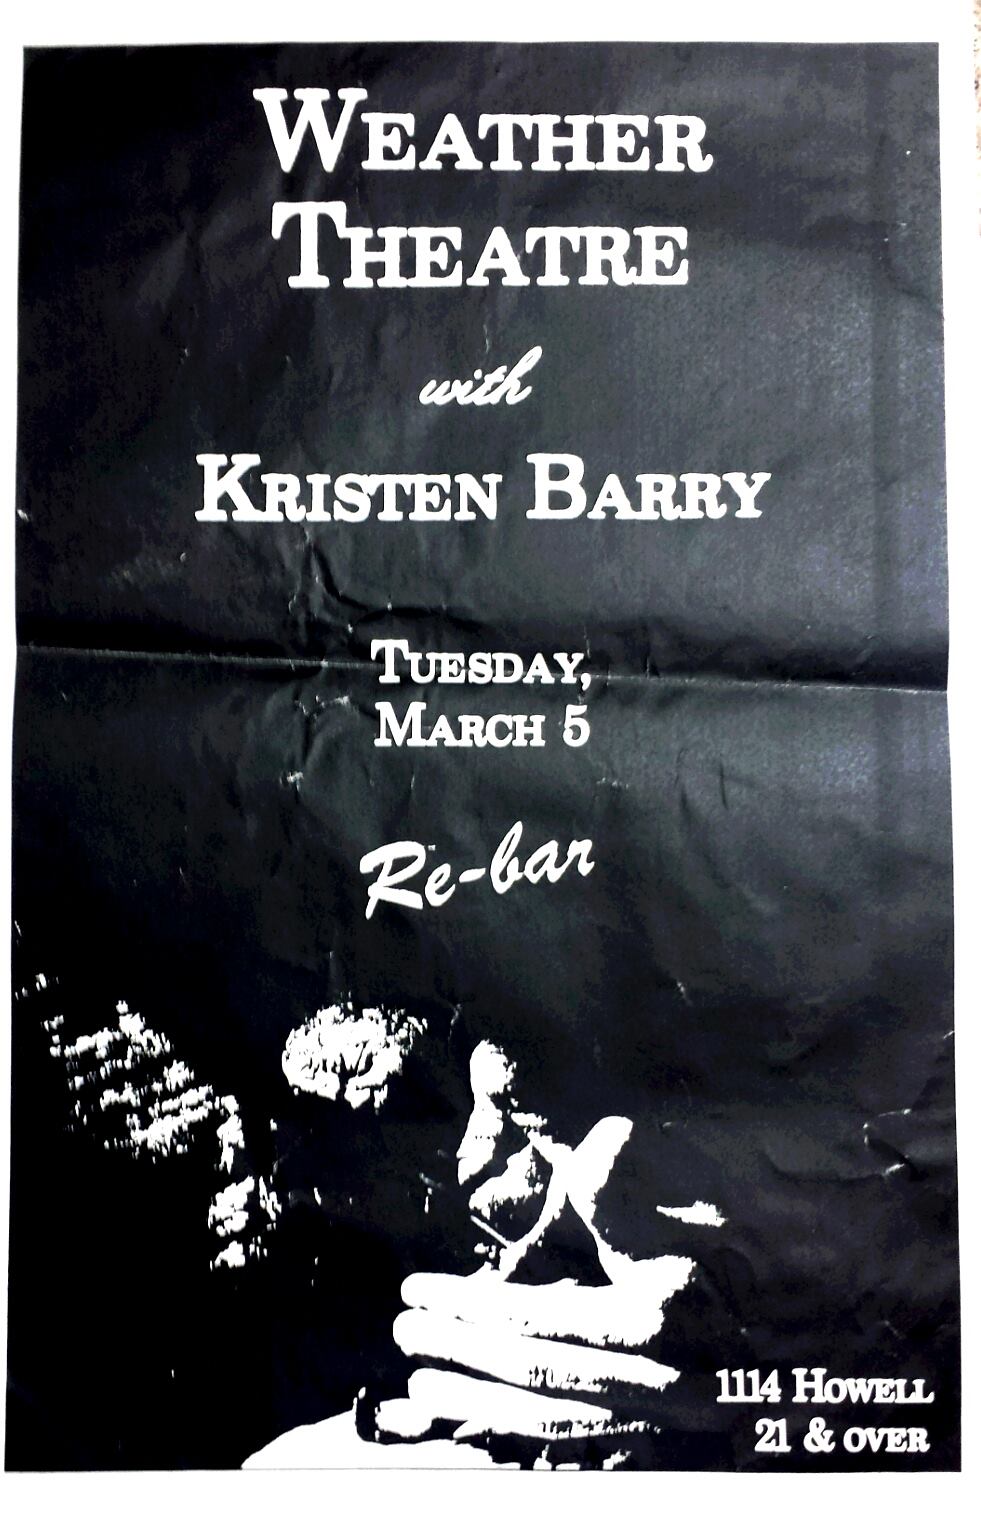 WEATHER
THEATRE
with
KRISTEN BARRY
TUESDAY,
MARCH 5
Re-bar
1114 HOWELL
21 & OVER